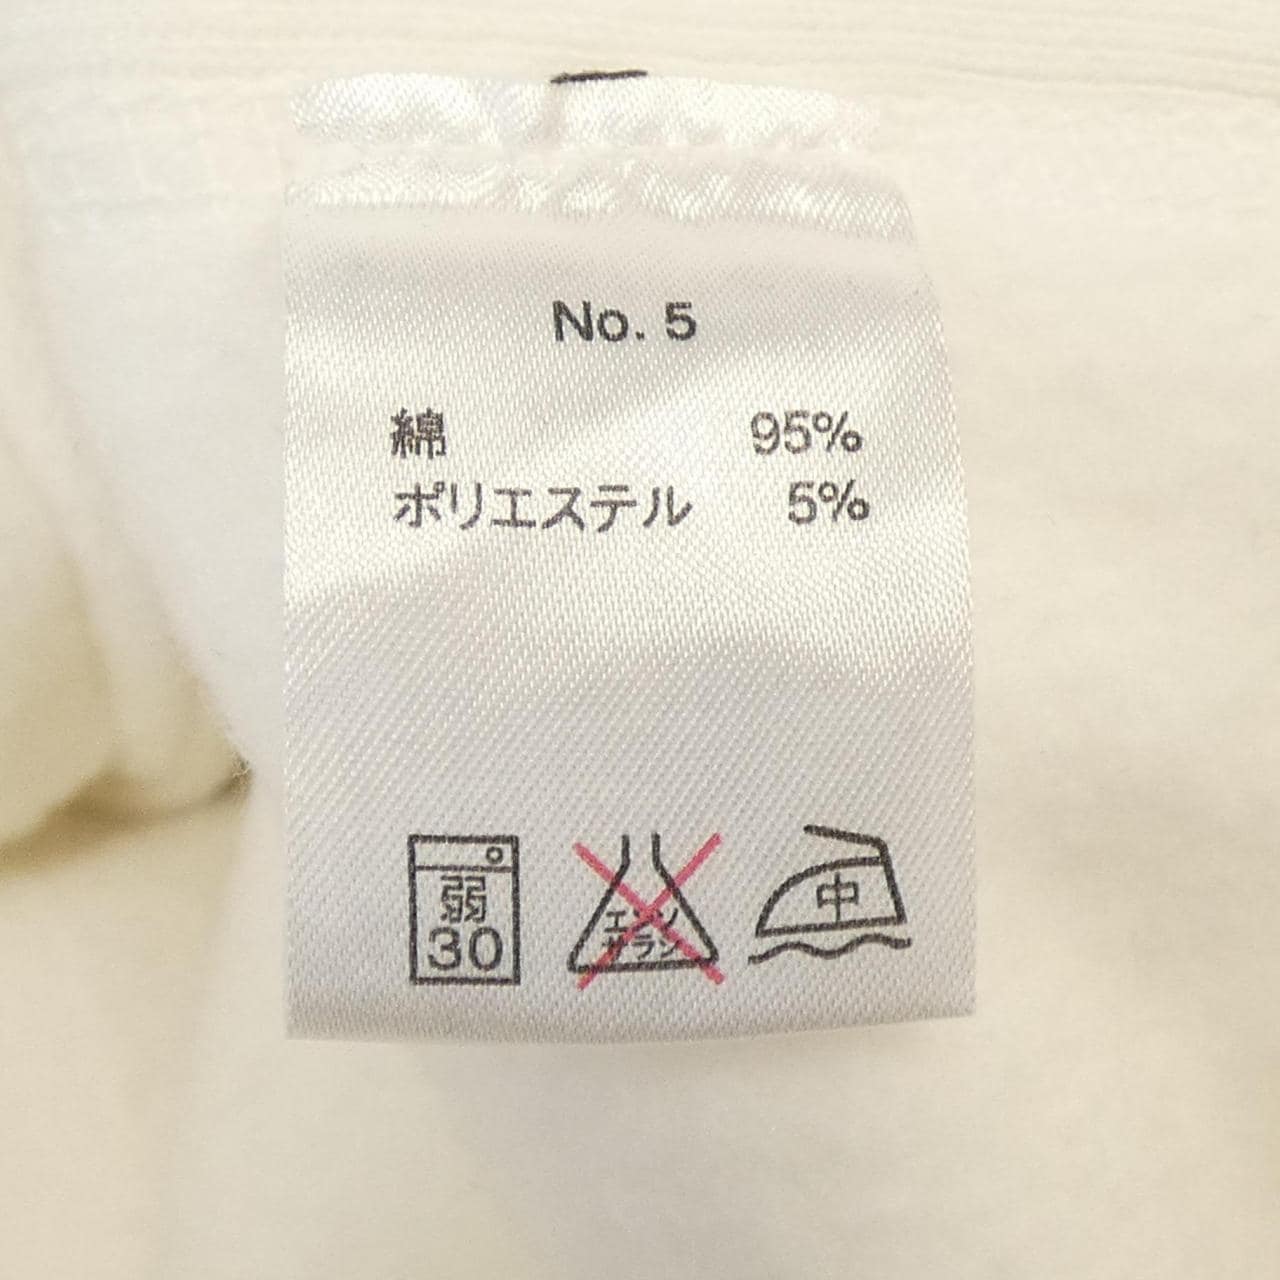 No. 5
綿 95%
ポリエステル 5%
弱
30
エンソ
サラシ
中